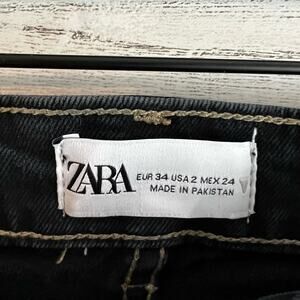 ZARA
EUR 34 USA 2 MEX 24
MADE IN PAKISTAN